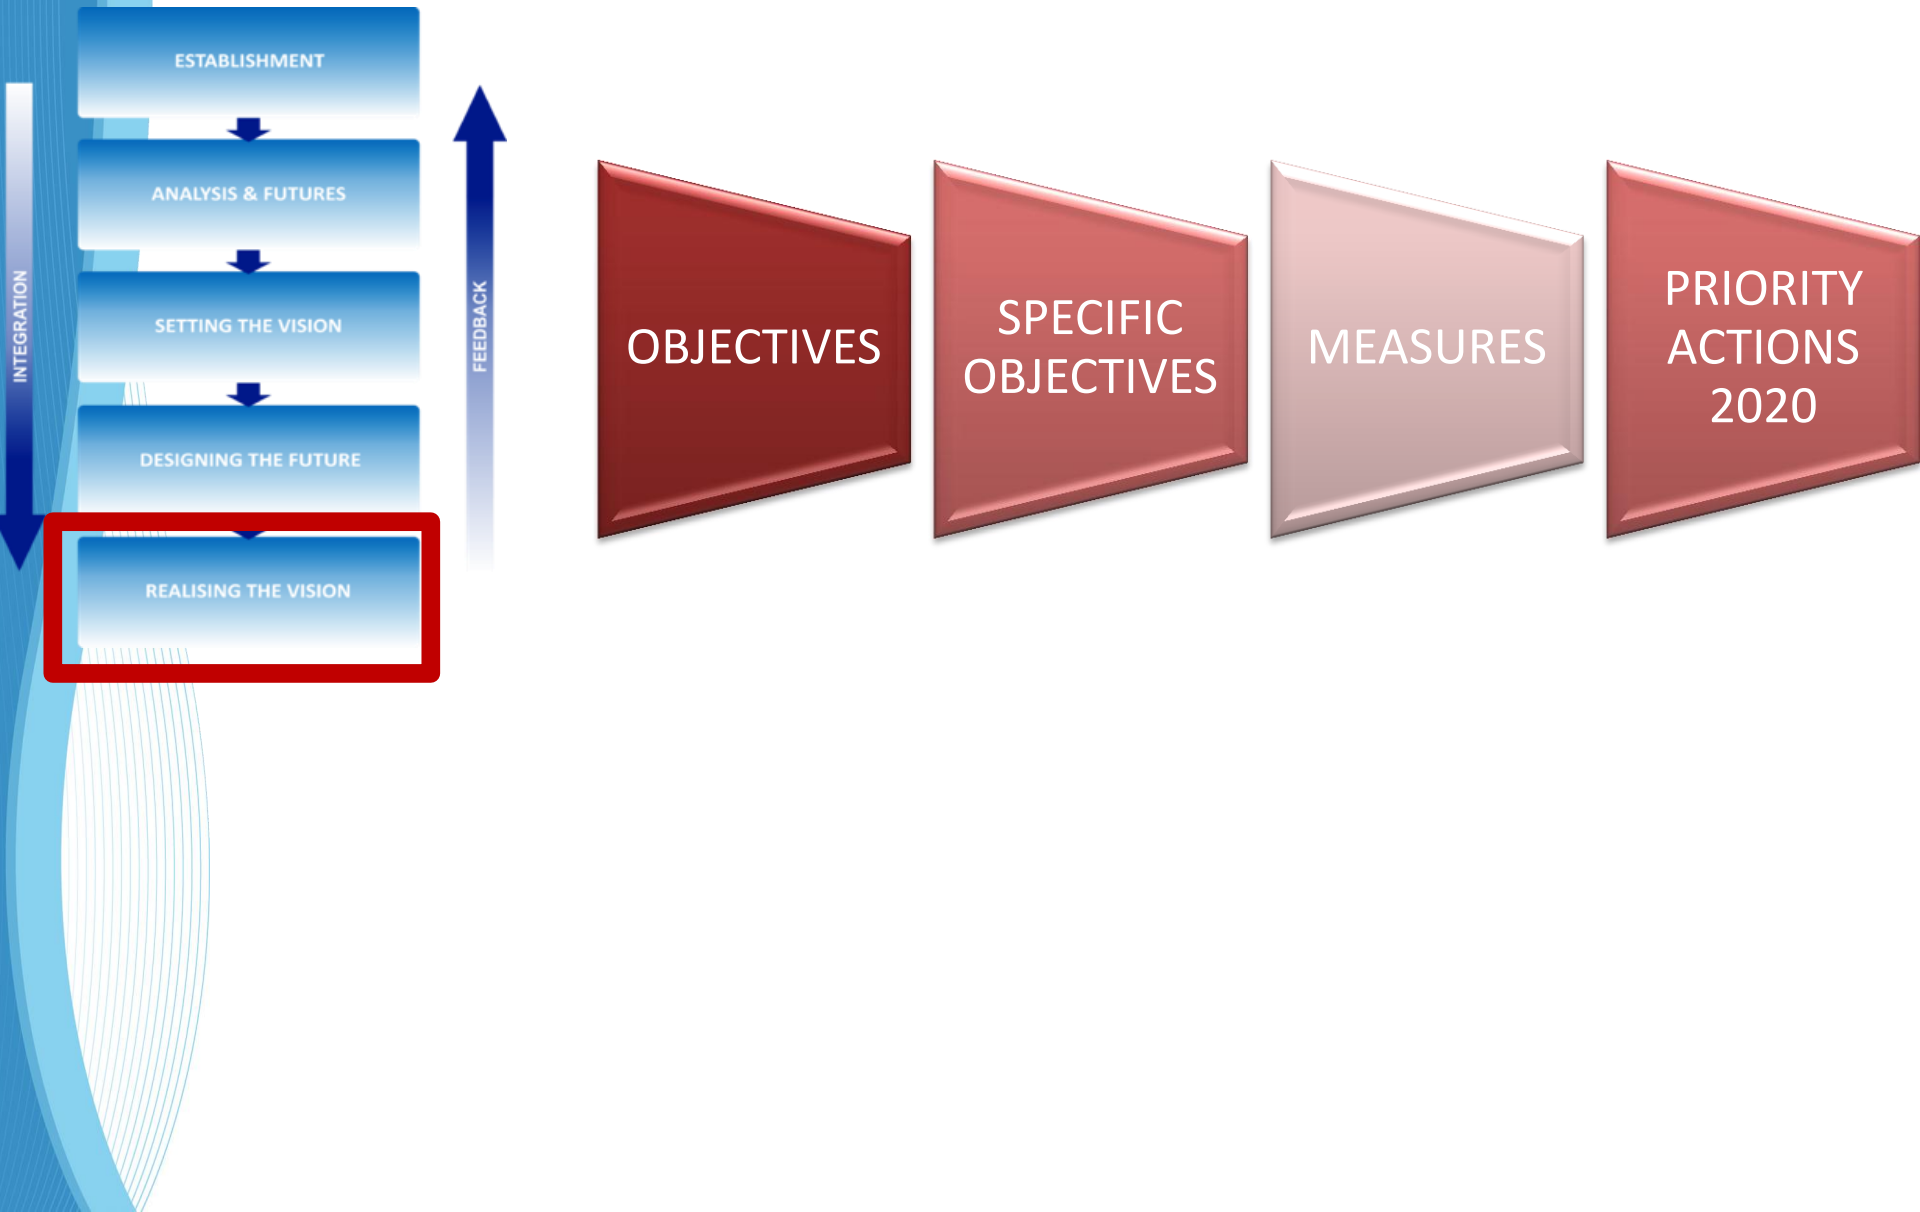 ESTABLISHMENT
ANALYSIS & FUTURES
SETTING THE VISION
DESIGNING THE FUTURE
REALISING THE VISION
INTEGRATION
FEEDBACK
OBJECTIVES
SPECIFIC
OBJECTIVES
MEASURES
PRIORITY
ACTIONS
2020